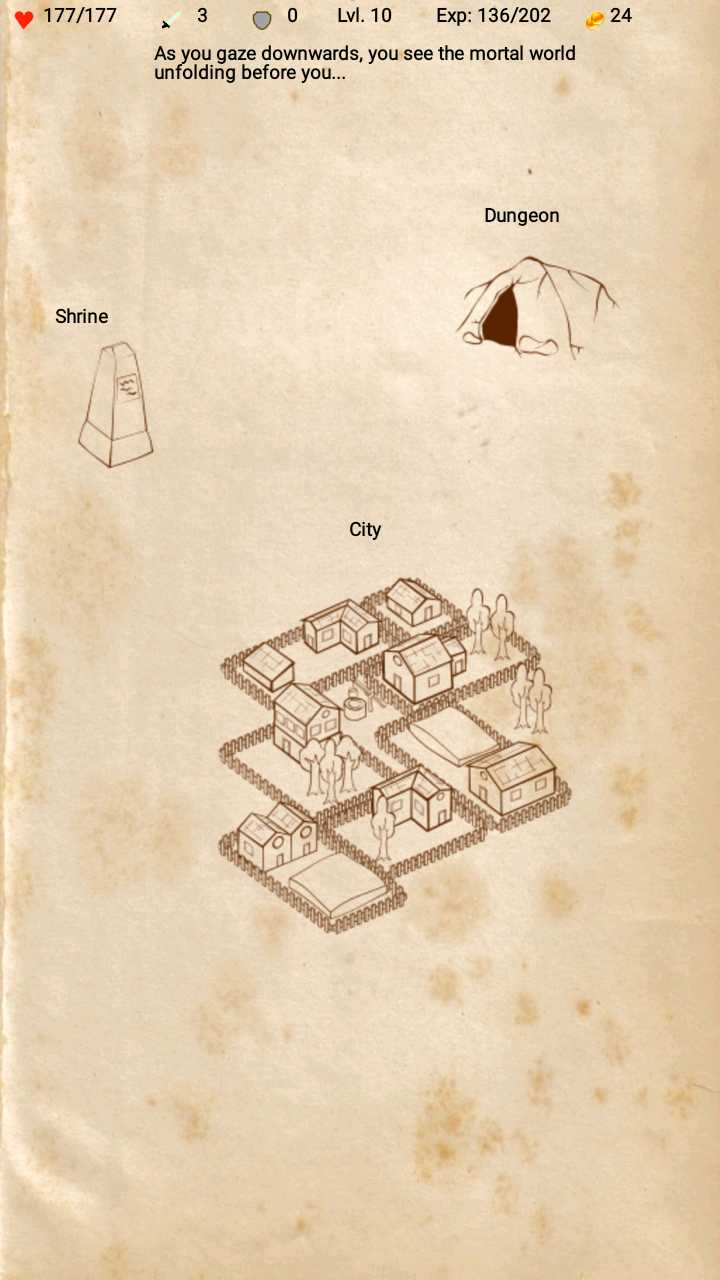 177/177 3 0 Lvl. 10 Exp: 136/202 24
As you gaze downwards, you see the mortal world
unfolding before you...
Dungeon
Shrine
City